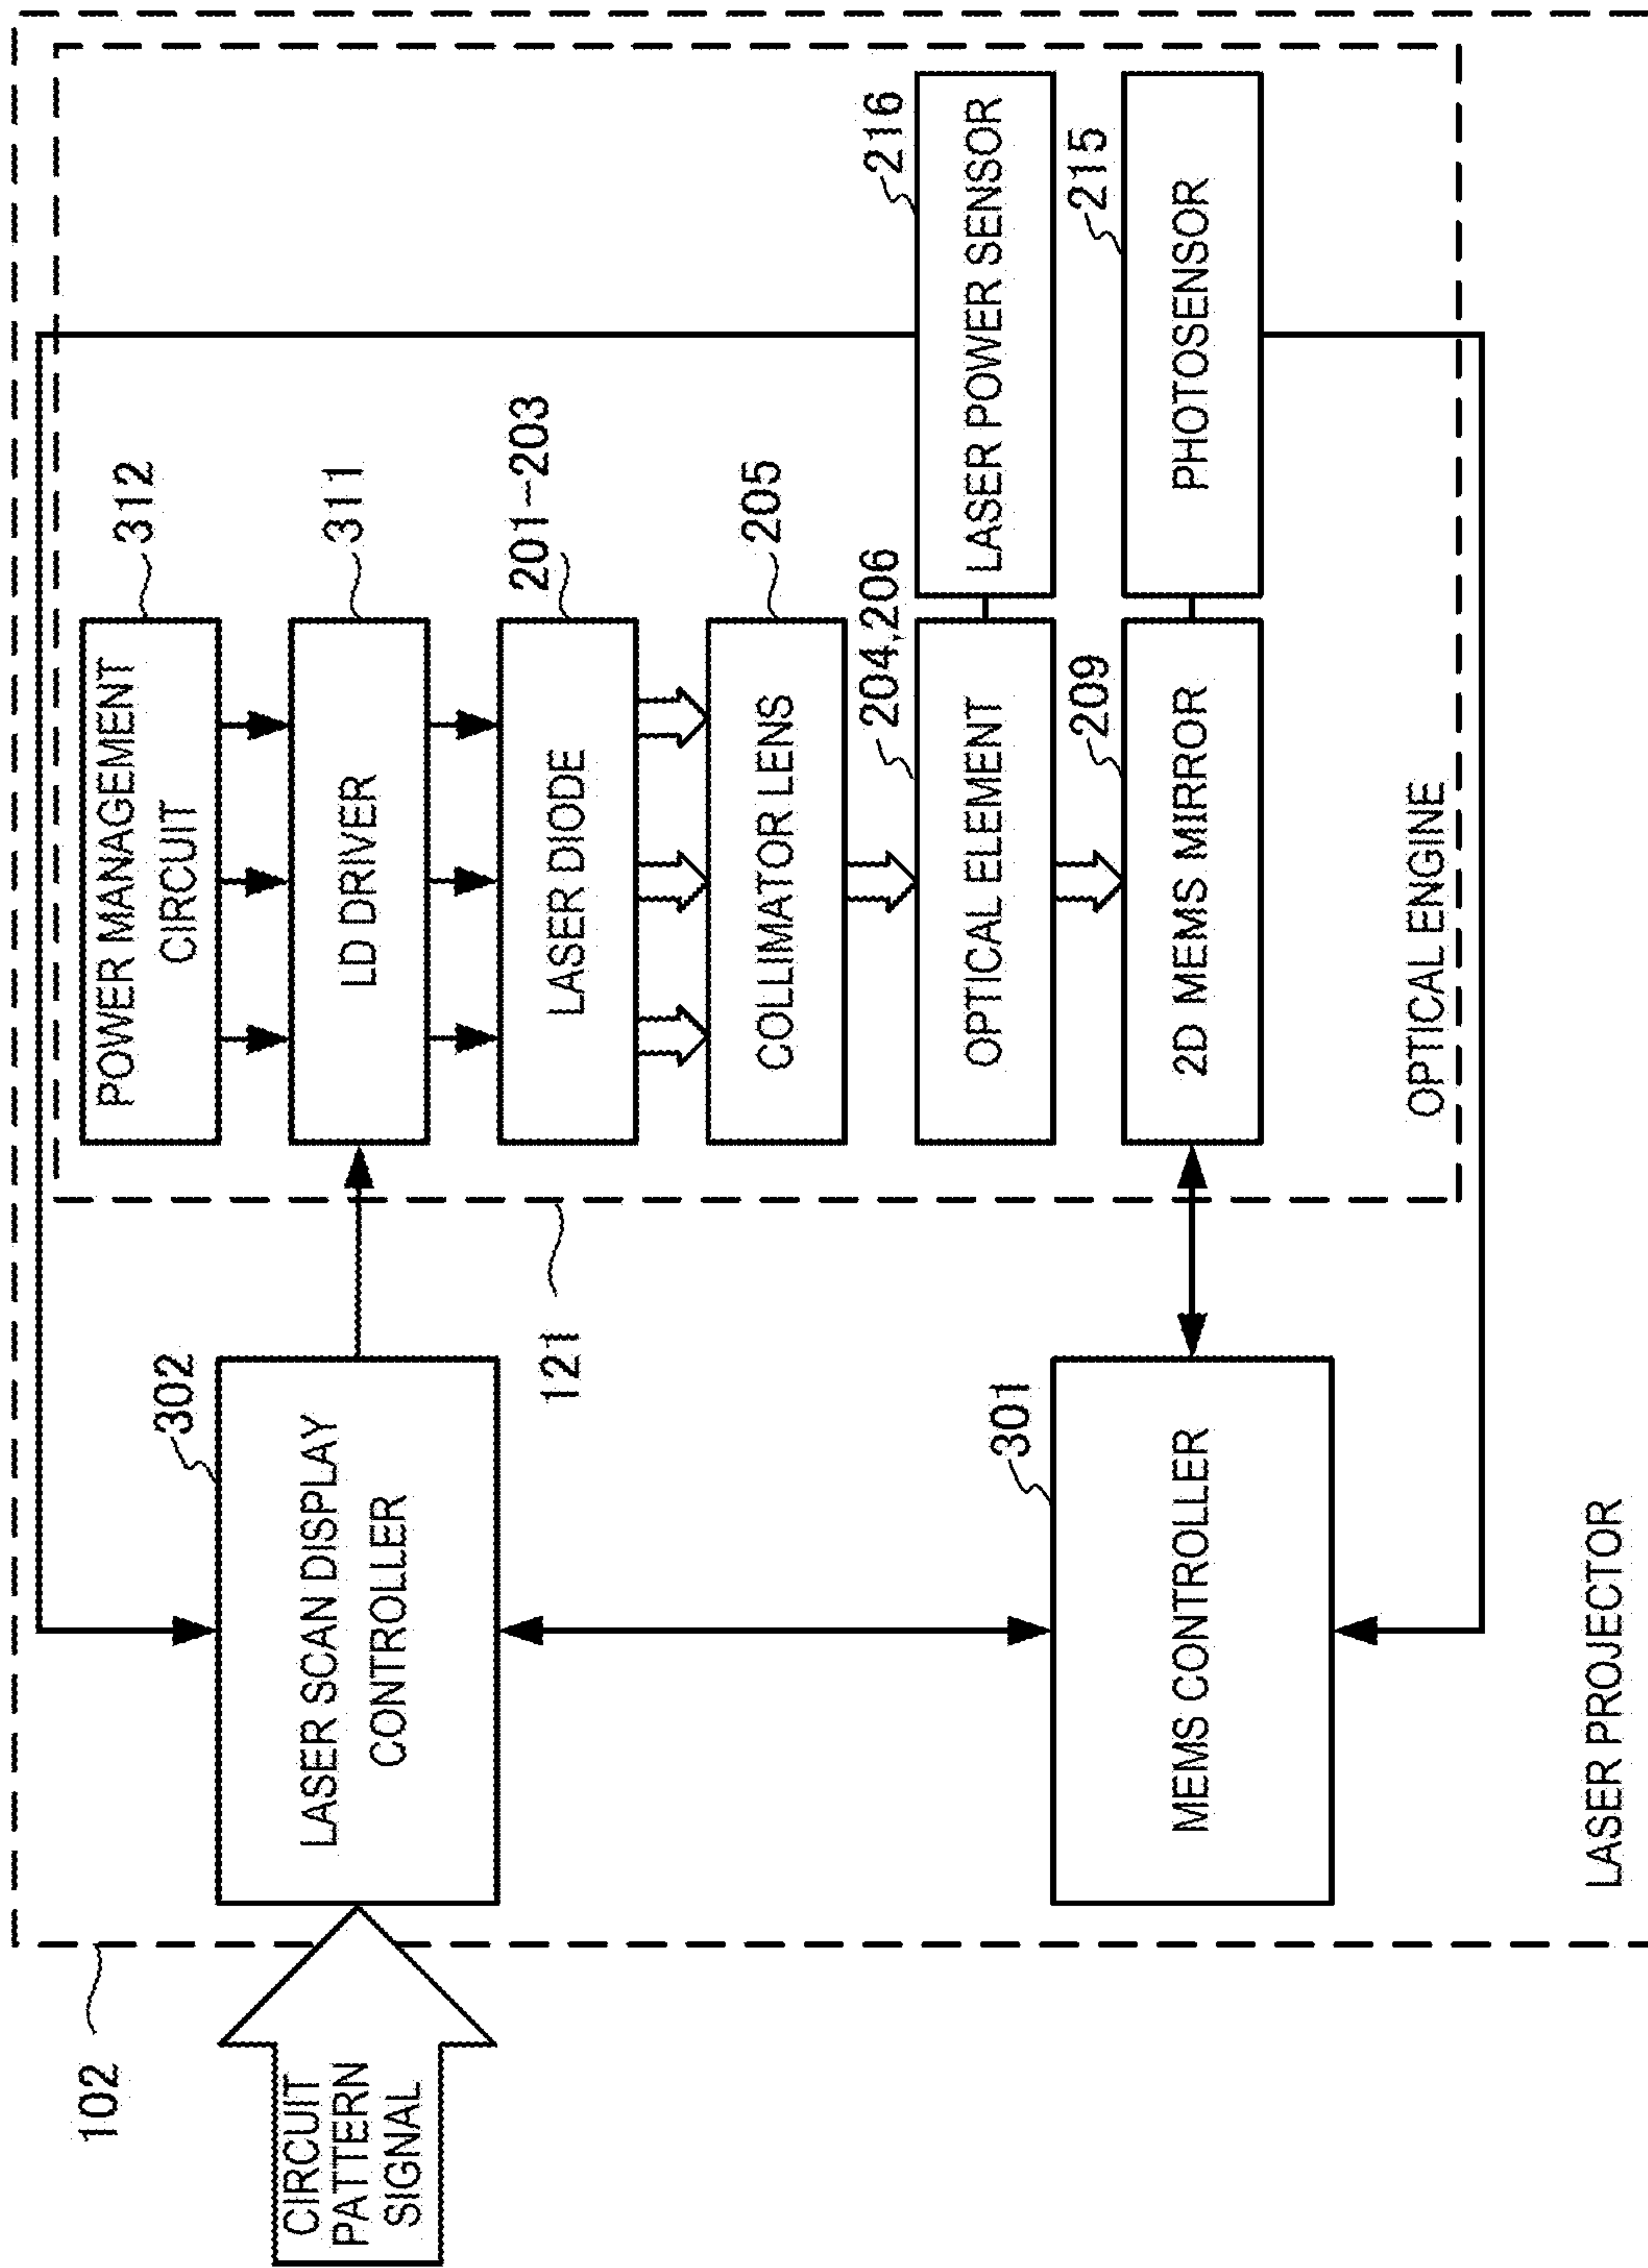 102
CIRCUIT
PATTERN
SIGNAL
302
LASER SCAN DISPLAY
CONTROLLER
301
MEMS CONTROLLER
LASER PROJECTOR
121
POWER MANAGEMENT
CIRCUIT
312
LD DRIVER
311
LASER DIODE
201-203
COLLIMATOR LENS
205
OPTICAL ELEMENT
204,206
LASER POWER SENSOR
216
2D MEMS MIRROR
209
PHOTOSENSOR
215
OPTICAL ENGINE